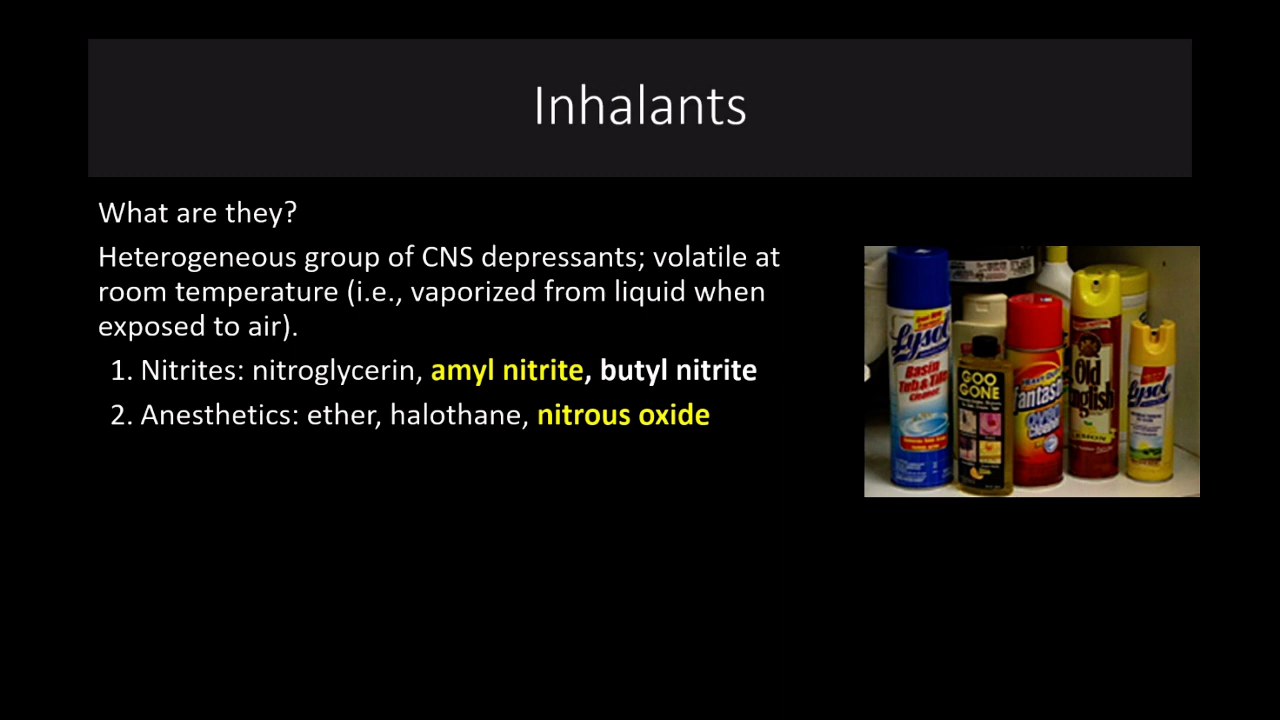 Inhalants
What are they?
Heterogeneous group of CNS depressants; volatile at
room temperature (i.e., vaporized from liquid when
exposed to air).
1. Nitrites: nitroglycerin, amyl nitrite, butyl nitrite
2. Anesthetics: ether, halothane, nitrous oxide
Lysol
Basin
Tub & Tile
GOO
GONE
Old
English
Lysol